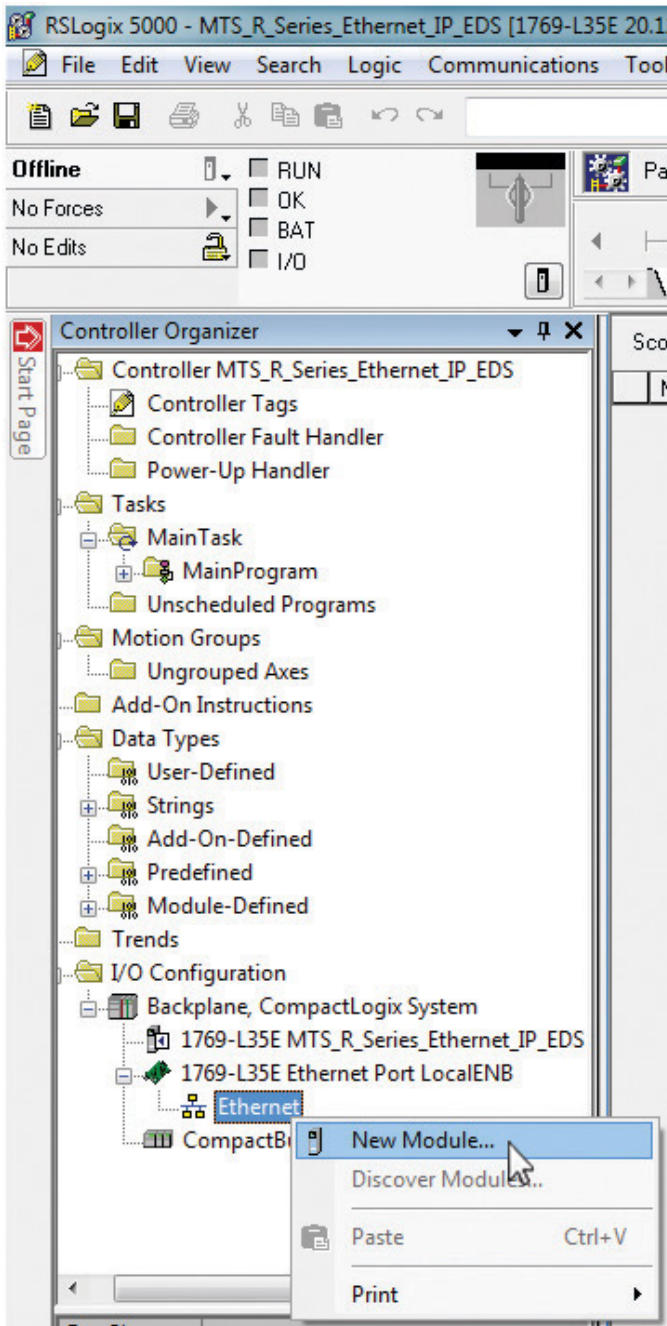 RSLogix 5000 - MTS_R_Series_Ethernet_IP_EDS [1769-L35E 20.1
File Edit View Search Logic Communications Tool
Offline
RUN
No Forces
OK
No Edits
BAT
I/O
Pa
Start Page
Controller Organizer
Sco
Controller MTS_R_Series_Ethernet_IP_EDS
Controller Tags
Controller Fault Handler
Power-Up Handler
Tasks
MainTask
MainProgram
Unscheduled Programs
Motion Groups
Ungrouped Axes
Add-On Instructions
Data Types
User-Defined
Strings
Add-On-Defined
Predefined
Module-Defined
Trends
I/O Configuration
Backplane, CompactLogix System
1769-L35E MTS_R_Series_Ethernet_IP_EDS
1769-L35E Ethernet Port LocalENB
Ethernet
CompactBu
New Module...
Discover Modules...
Paste Ctrl+V
Print